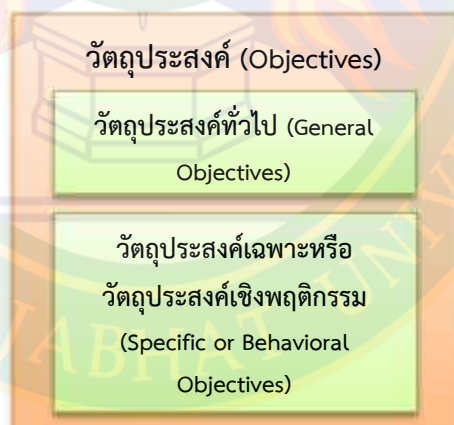 วัตถุประสงค์ (Objectives)
วัตถุประสงค์ทั่วไป (General
Objectives)
วัตถุประสงค์เฉพาะหรือ
วัตถุประสงค์เชิงพฤติกรรม
(Specific or Behavioral
Objectives)